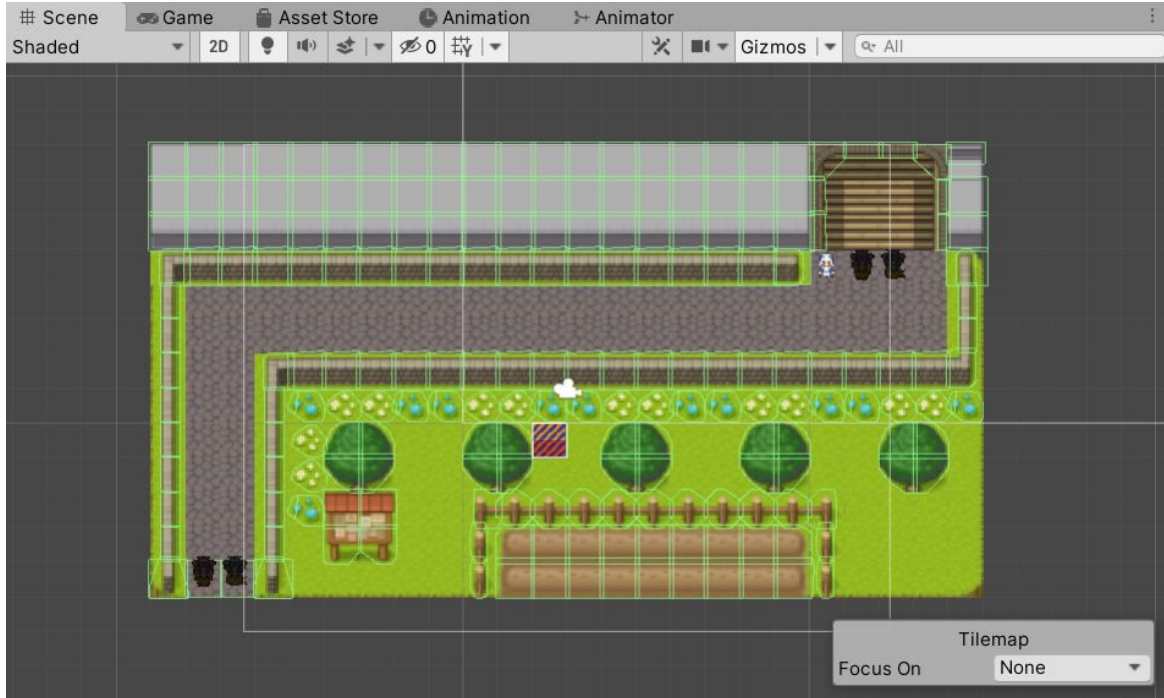 Scene Game Asset Store Animation Animator
Shaded 2D 0 Gizmos All
Tilemap
Focus On None